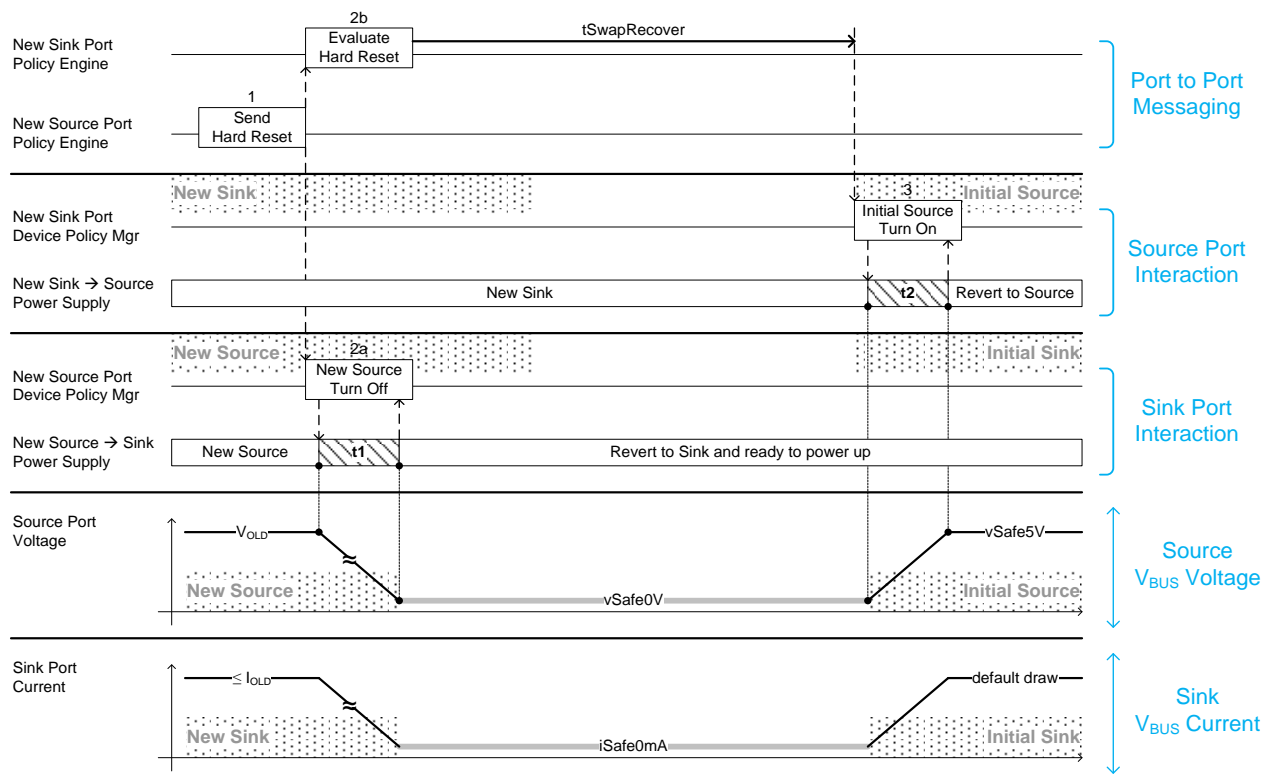 2b
New Sink Port
Policy Engine
Evaluate
Hard Reset
tSwapRecover
Port to Port
Messaging
1
New Source Port
Policy Engine
Send
Hard Reset
New Sink
3
Initial Source
New Sink Port
Device Policy Mgr
Initial Source
Turn On
Source Port
Interaction
New Sink → Source
Power Supply
New Sink
t2
Revert to Source
New Source
2a
Initial Sink
New Source Port
Device Policy Mgr
New Source
Turn Off
Sink Port
Interaction
New Source → Sink
Power Supply
New Source
t1
Revert to Sink and ready to power up
Source Port
Voltage
VOLD
vSafe5V
Source
VBUS Voltage
New Source
vSafe0V
Initial Source
Sink Port
Current
≤ IOLD
default draw
Sink
VBUS Current
New Sink
iSafe0mA
Initial Sink